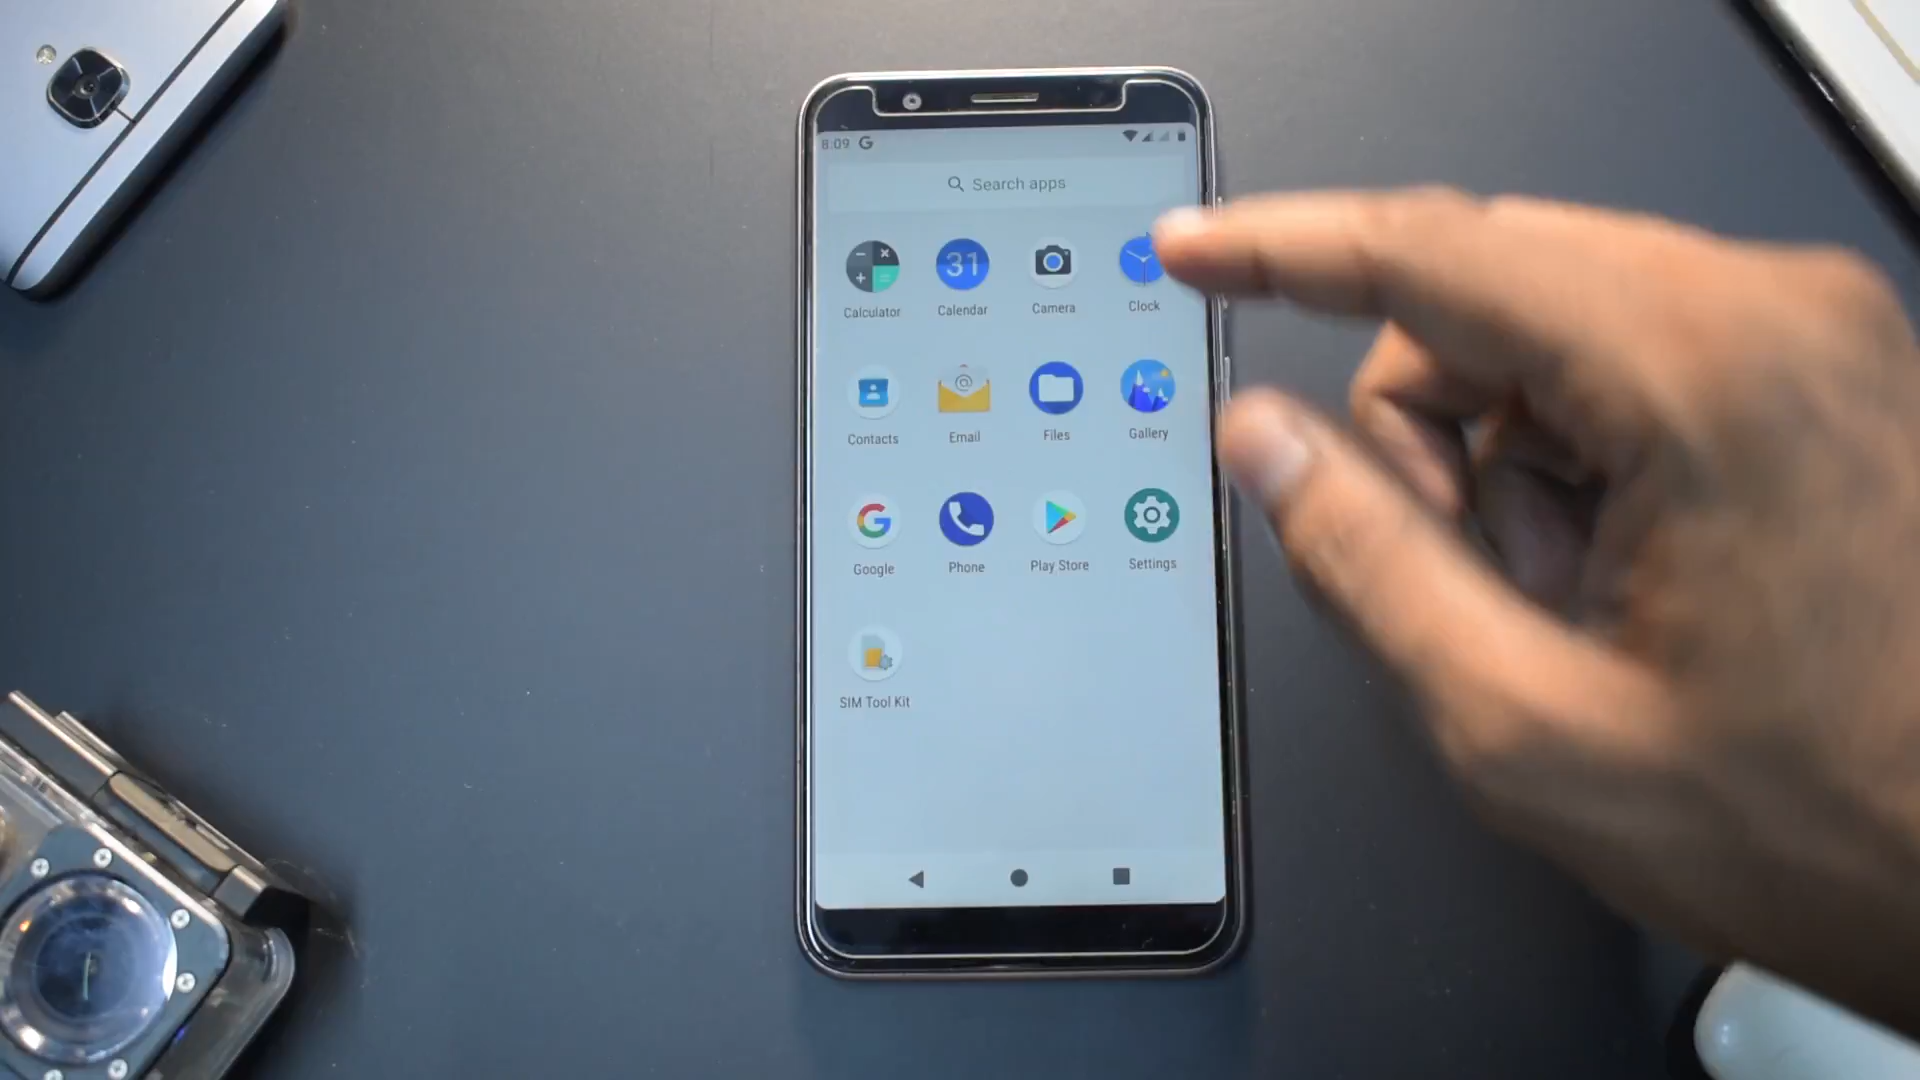 8:09 G
Search apps
31
Calculator Calendar Camera Clock
@
Contacts Email Files Gallery
G
Google Phone Play Store Settings
SIM Tool Kit